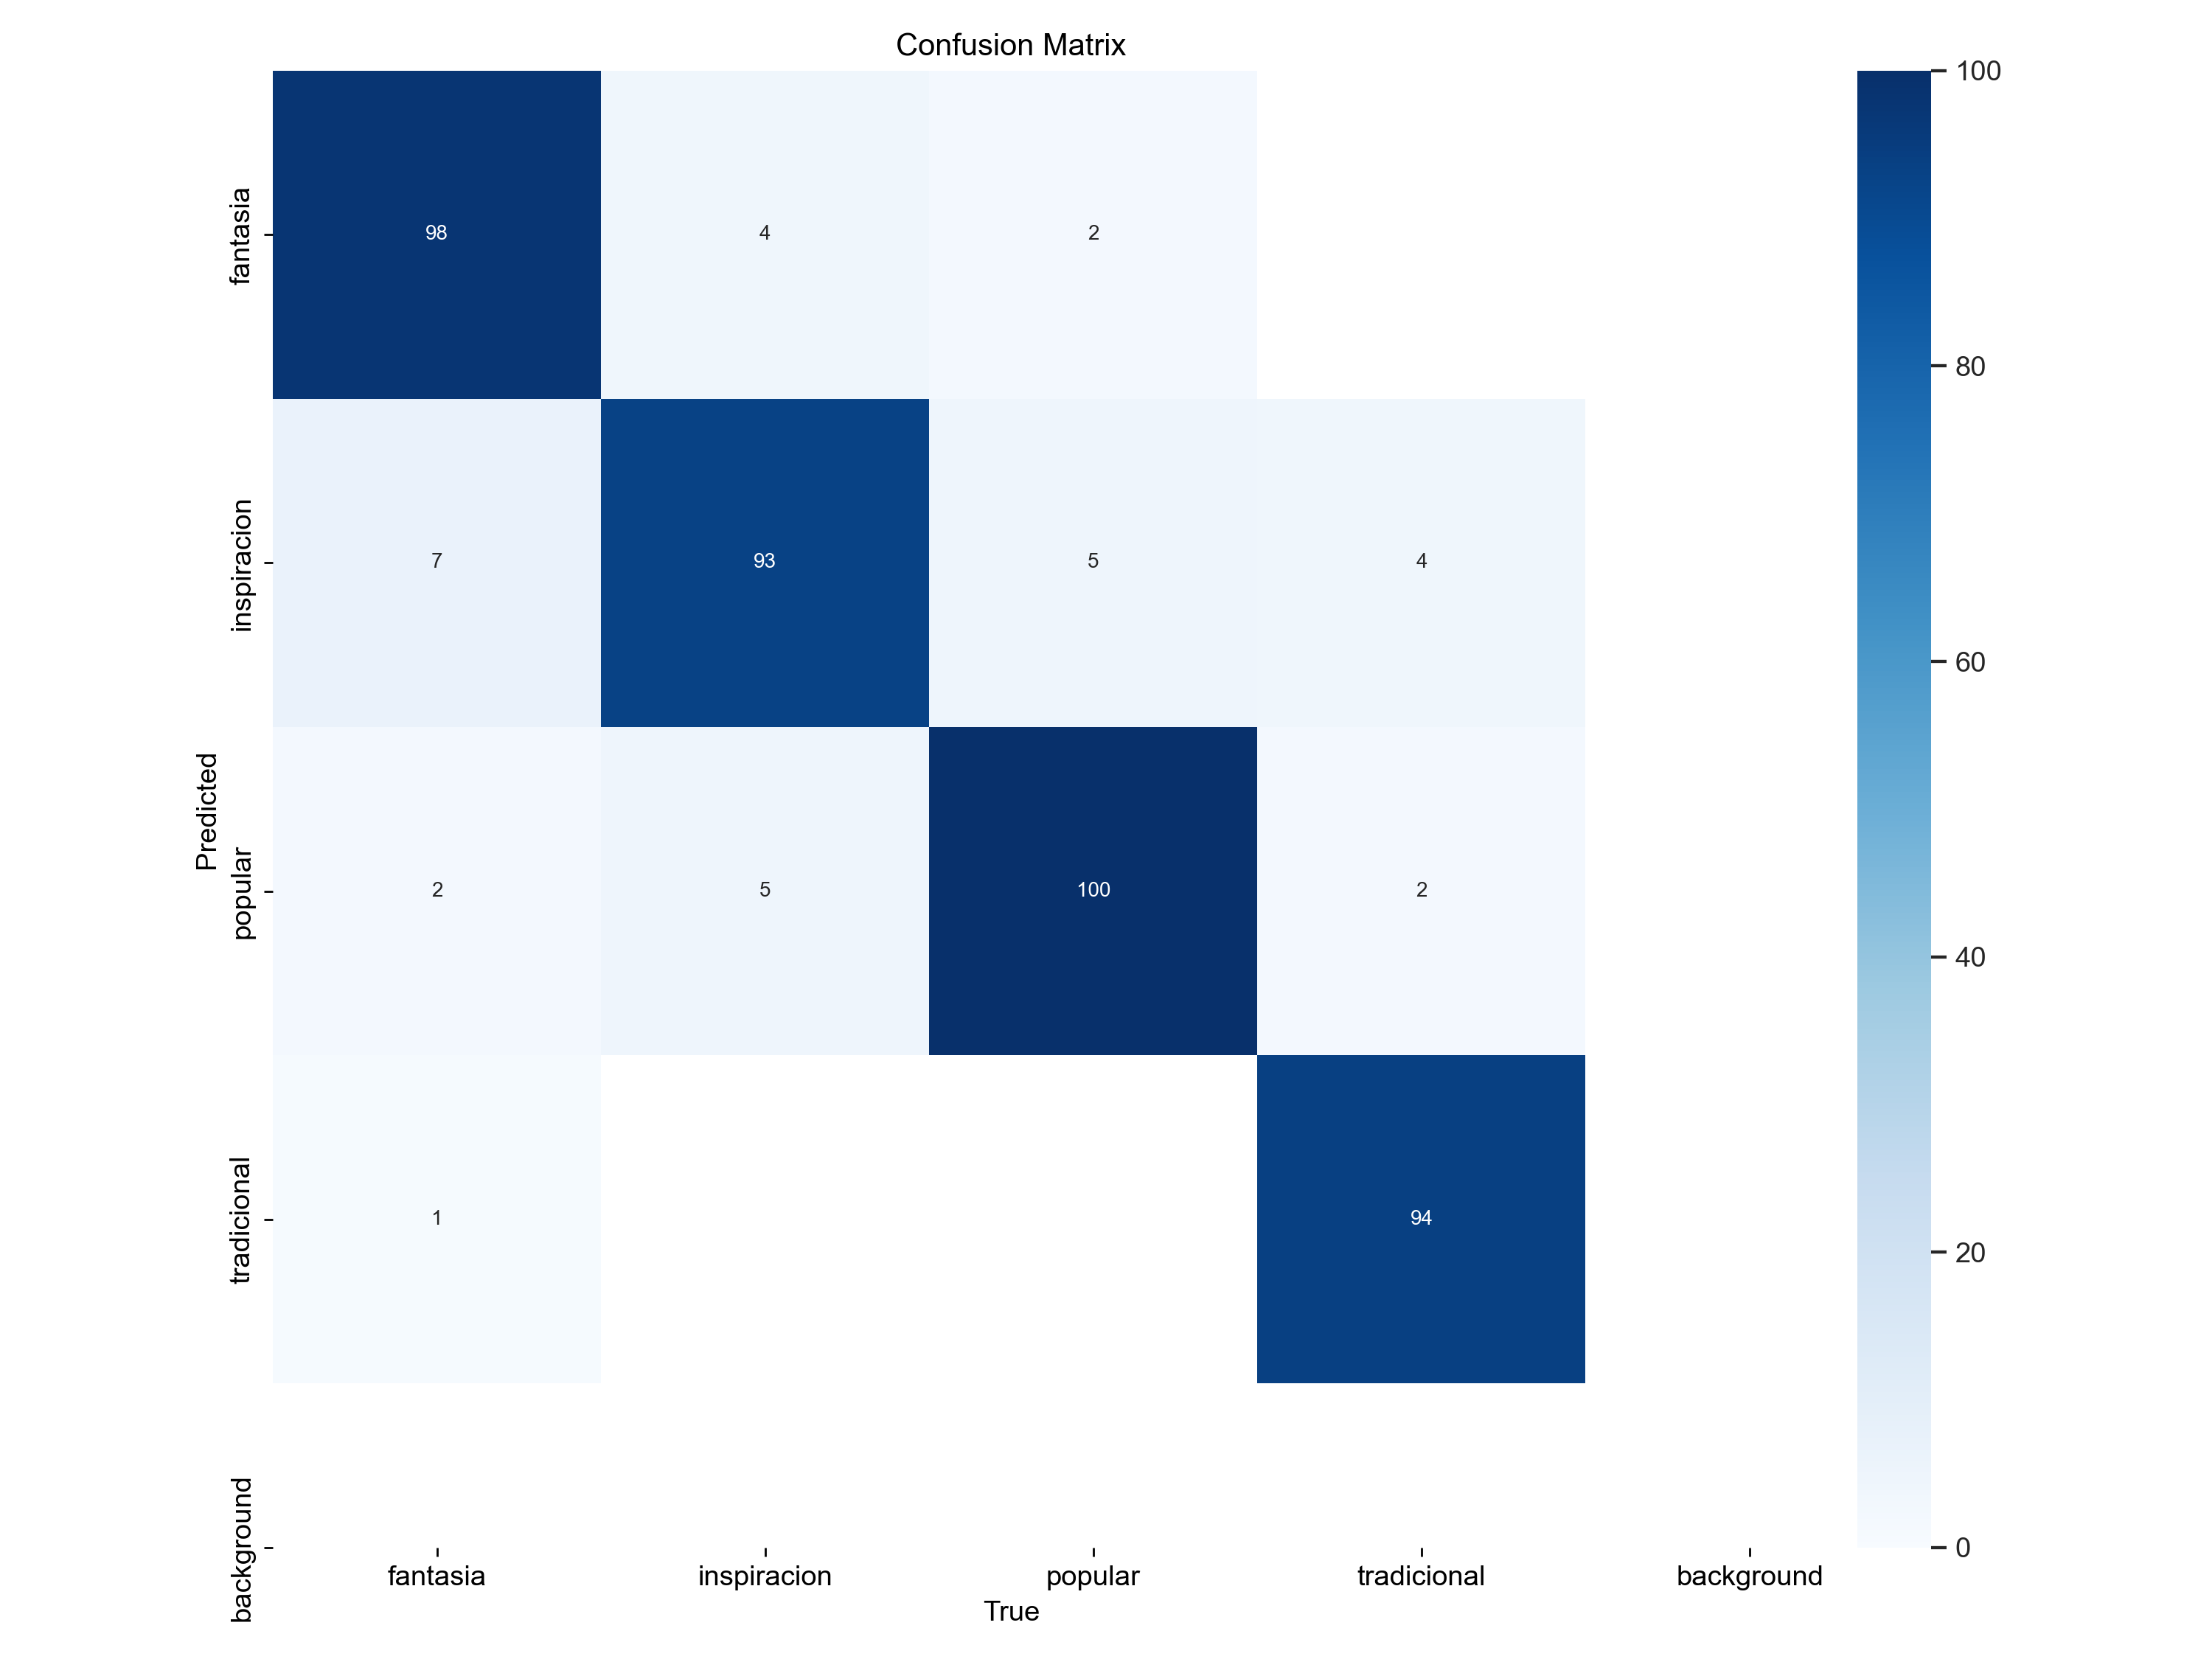 Confusion Matrix
Predicted
fantasia
98
4
2
inspiracion
7
93
5
4
popular
2
5
100
2
tradicional
1
94
background
fantasia
inspiracion
popular
tradicional
background
True
100
80
60
40
20
0